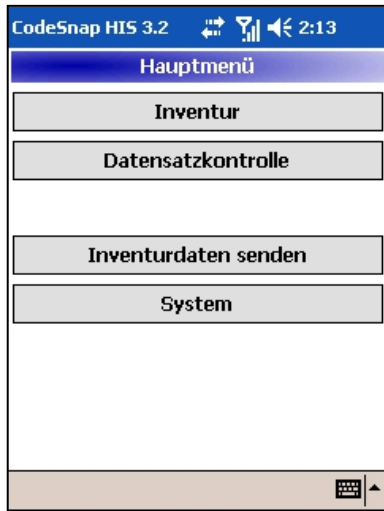 CodeSnap HIS 3.2 2:13
Hauptmenü
Inventur
Datensatzkontrolle
Inventurdaten senden
System